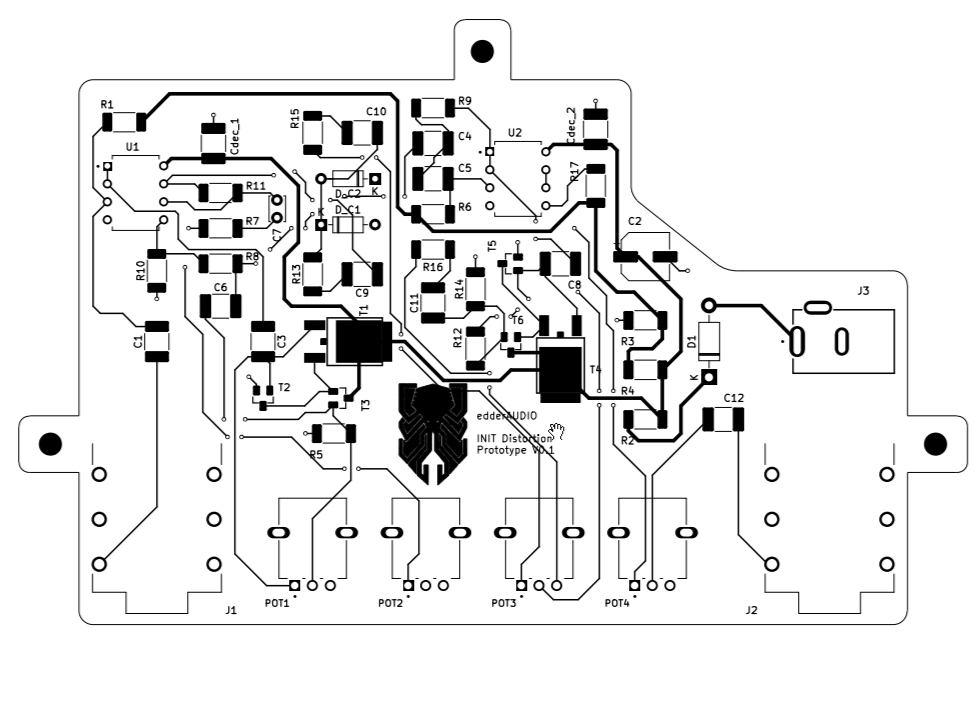 R1
R15
C10
R9
Cdec_1
Cdec_2
U1
C4
U2
C5
R17
R11
K
D_C2
R6
K
D_C1
R7
C7
C2
T5
R8
R10
R13
R16
C6
C9
R14
C8
J3
C11
T1
T6
C1
C3
R12
R3
D1
T4
K
T2
R4
T3
C12
edderAUDIO
INIT Distortion
Prototype V0.1
R2
R5
POT1
POT2
POT3
POT4
J1
J2